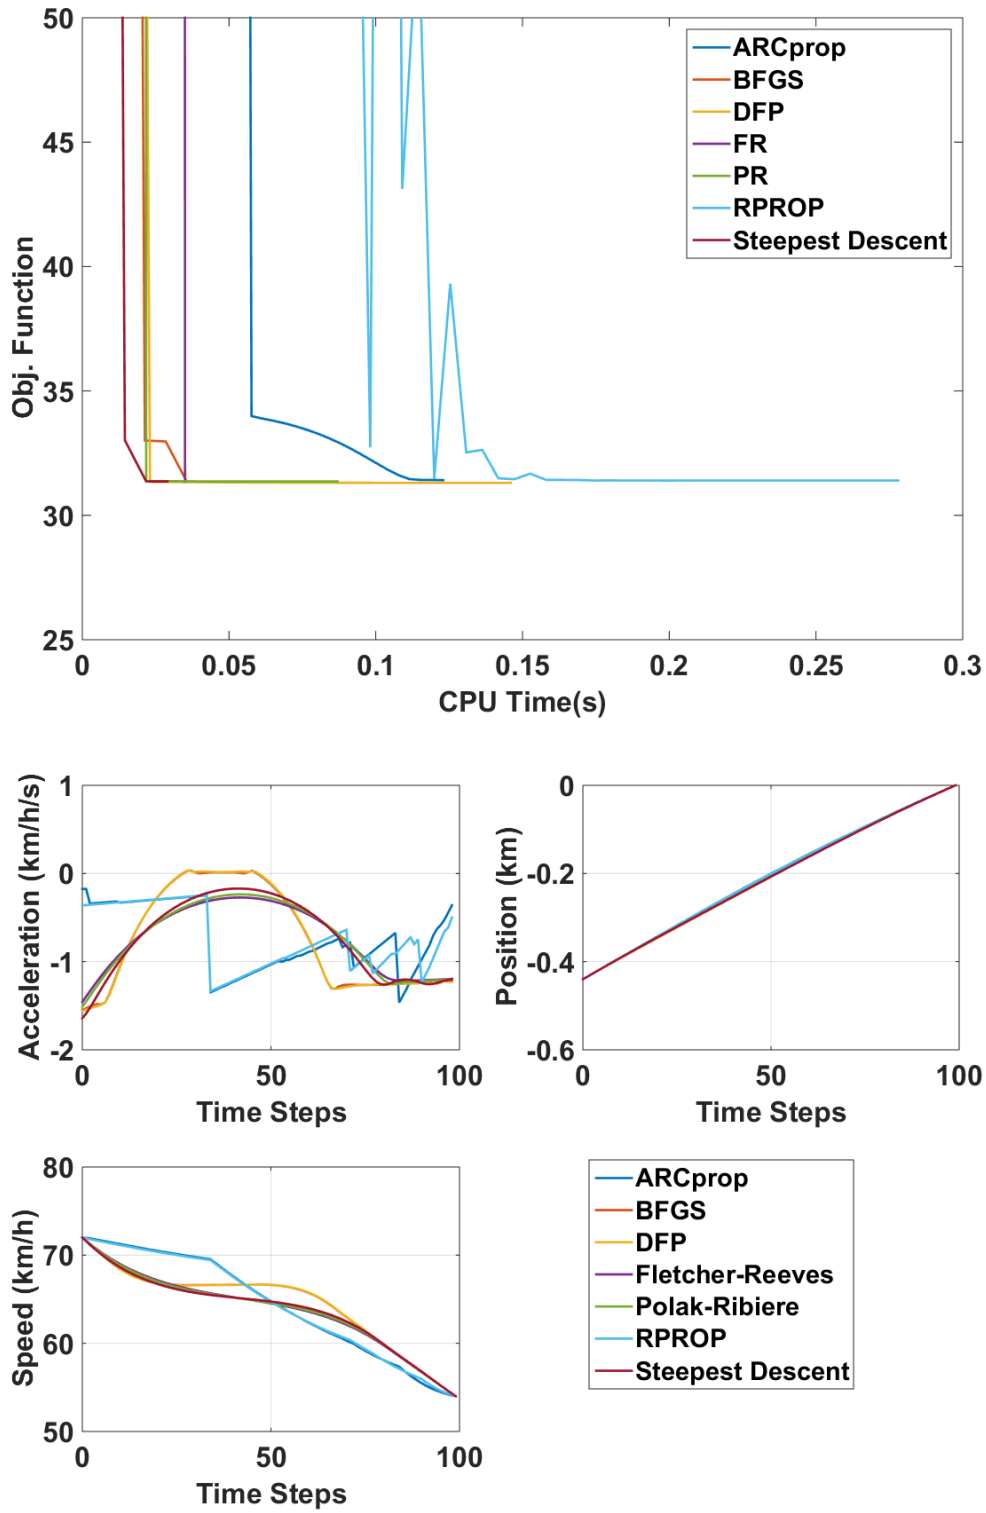 50
45
40
35
30
25
Obj. Function
0
0.05
0.1
0.15
0.2
0.25
0.3
CPU Time(s)
ARCprop
BFGS
DFP
FR
PR
RPROP
Steepest Descent
1
0
-1
-2
Acceleration (km/h/s)
0
50
100
Time Steps
0
-0.2
-0.4
-0.6
Position (km)
0
50
100
Time Steps
80
70
60
50
Speed (km/h)
0
50
100
Time Steps
ARCprop
BFGS
DFP
Fletcher-Reeves
Polak-Ribiere
RPROP
Steepest Descent